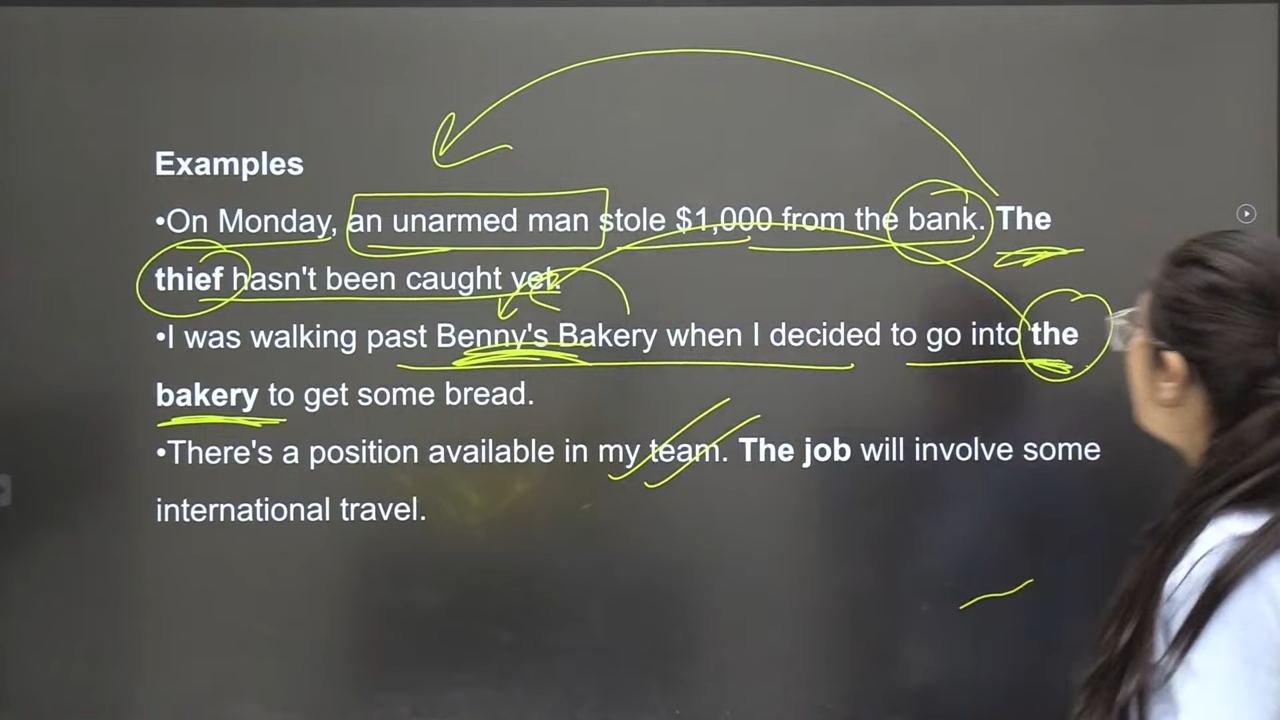 Examples
•On Monday, an unarmed man stole $1,000 from the bank. The
thief hasn't been caught yet.
•I was walking past Benny's Bakery when I decided to go into the
bakery to get some bread.
•There's a position available in my team. The job will involve some
international travel.